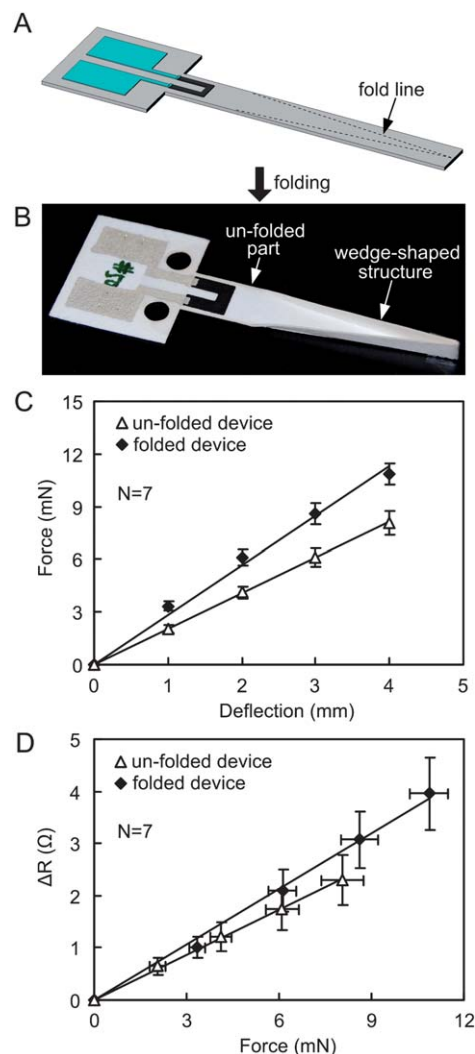 A
fold line
folding
B
un-folded
part
wedge-shaped
structure
C
15
12
9
6
3
0
Force (mN)
un-folded device
folded device
N=7
0 1 2 3 4 5
Deflection (mm)
D
5
4
3
2
1
0
ΔR (Ω)
un-folded device
folded device
N=7
0 3 6 9 12
Force (mN)